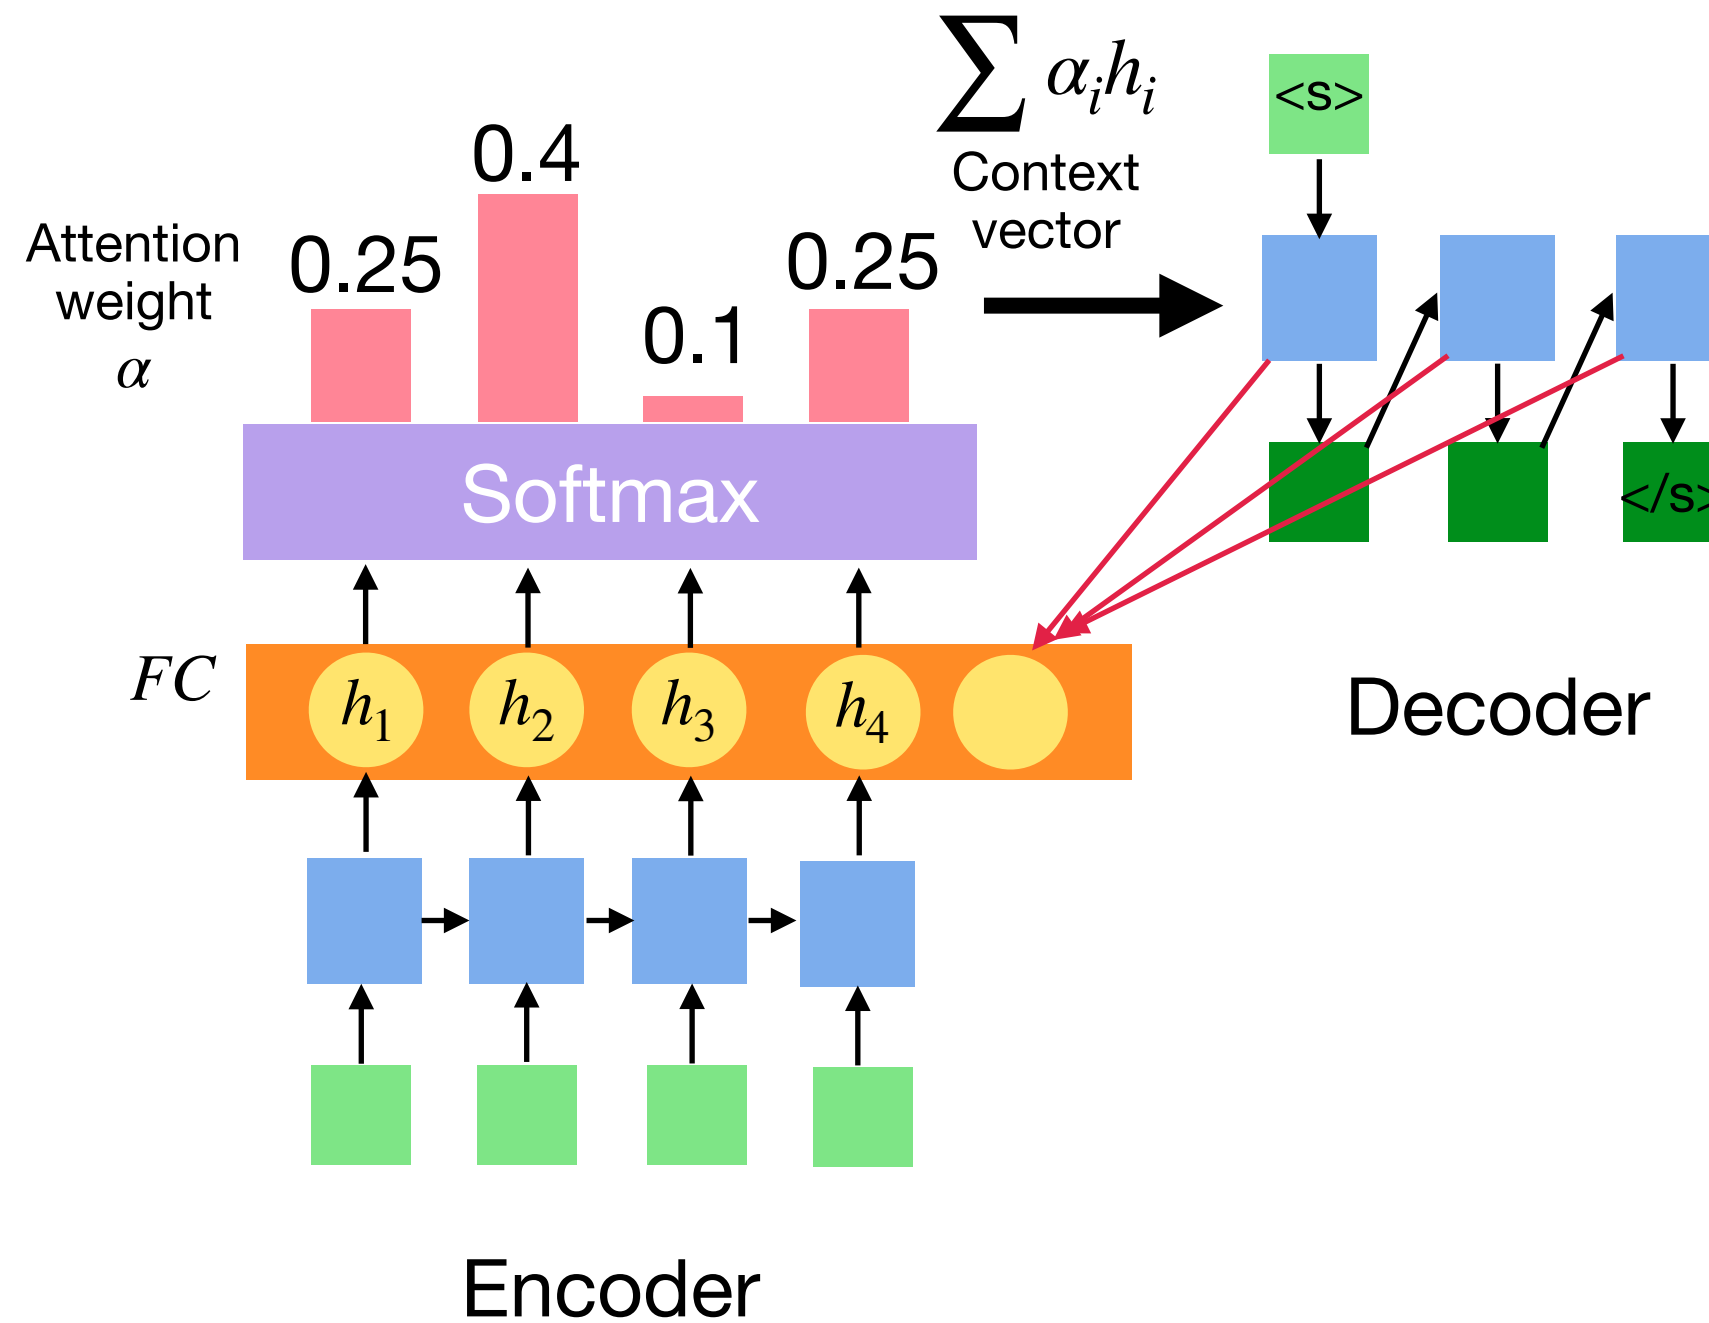 ∑ αᵢhᵢ
Context
vector
<s>
Attention
weight
α
0.25
0.4
0.1
0.25
Softmax
</s>
FC
h₁
h₂
h₃
h₄
Decoder
Encoder